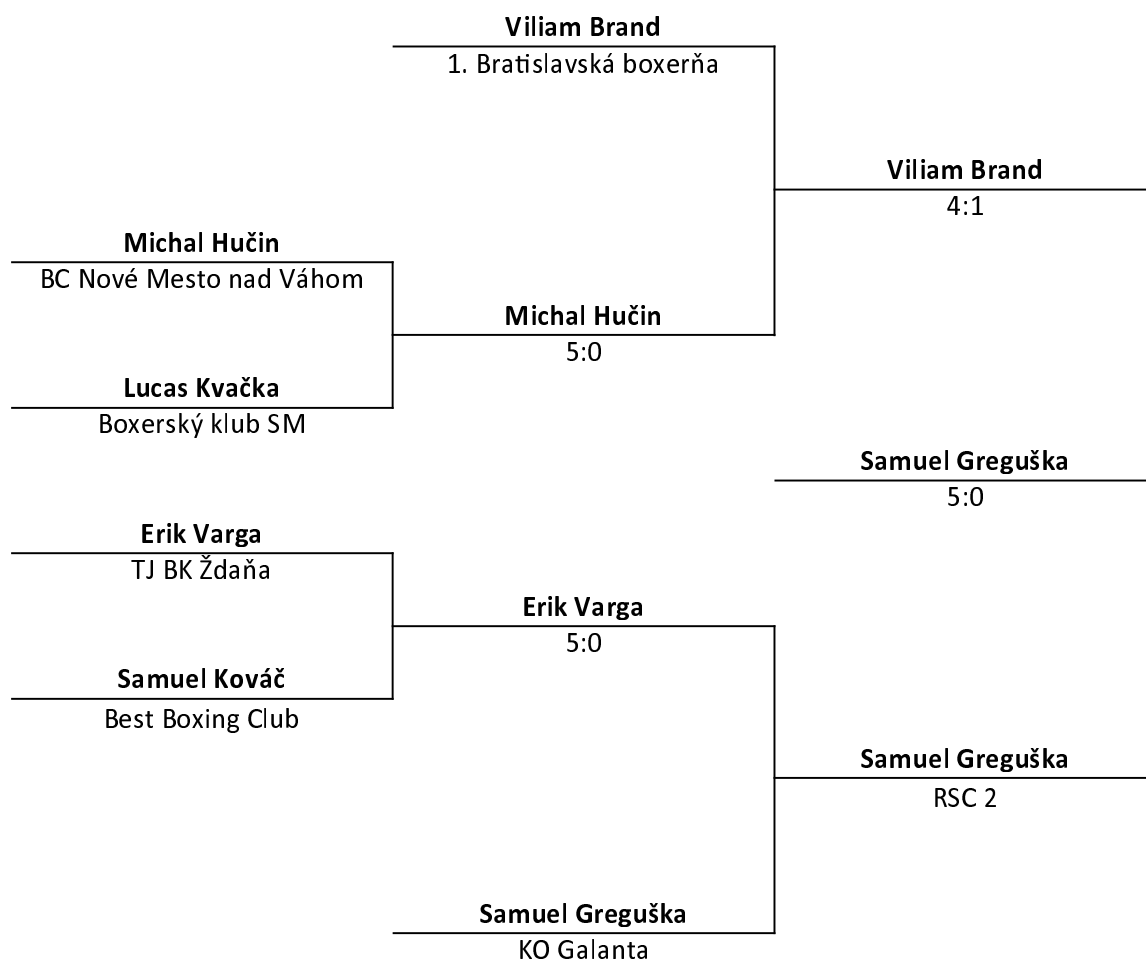 Viliam Brand
1. Bratislavská boxerňa
Viliam Brand
4:1
Michal Hučin
BC Nové Mesto nad Váhom
Michal Hučin
5:0
Lucas Kvačka
Boxerský klub SM
Samuel Greguška
5:0
Erik Varga
TJ BK Ždaňa
Erik Varga
5:0
Samuel Kováč
Best Boxing Club
Samuel Greguška
RSC 2
Samuel Greguška
KO Galanta